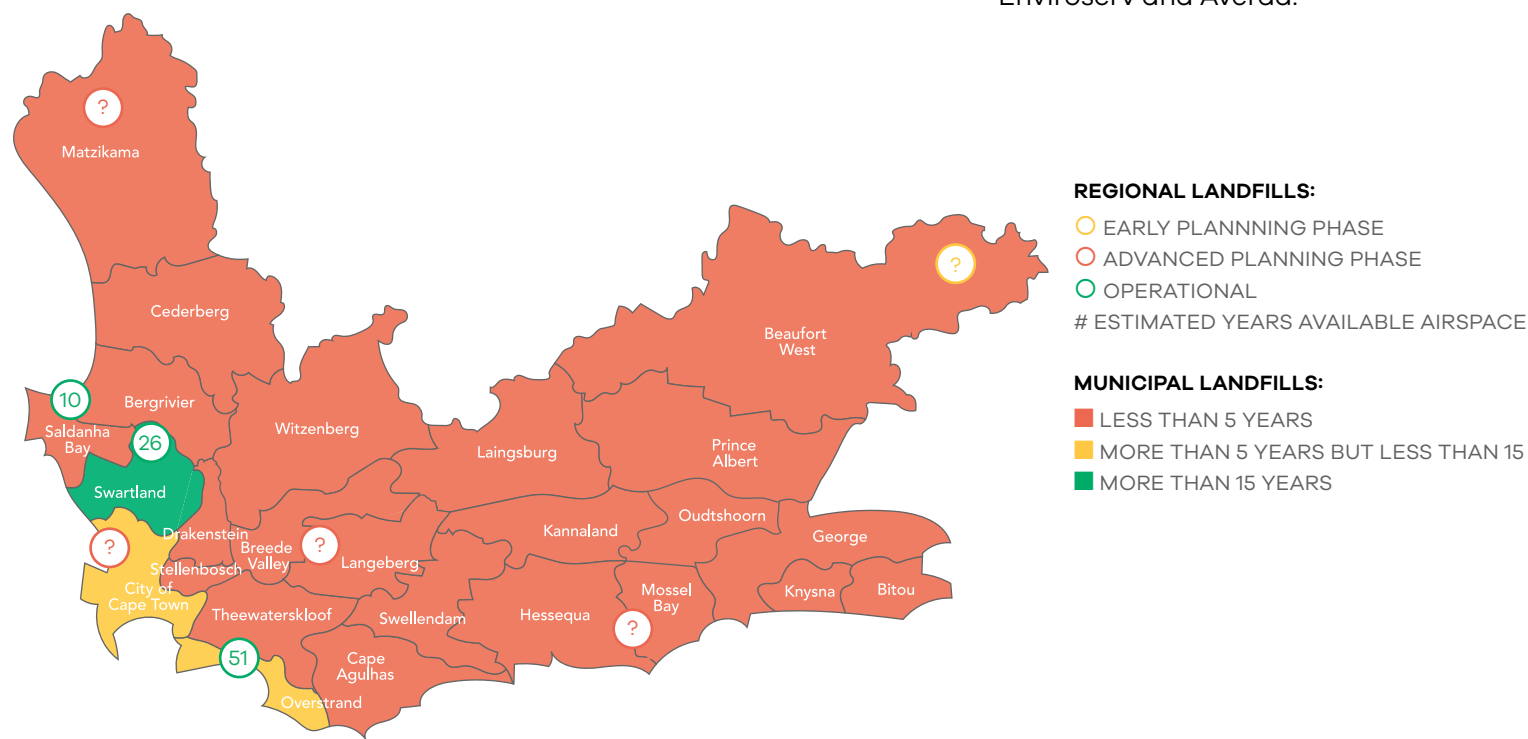 Enviroserv and Averda.
?
Matzikama
Cederberg
?
Beaufort
West
10
Bergrivier
Saldanha
Bay
26
Witzenberg
Laingsburg
Prince
Albert
Swartland
Drakenstein
?
Breede
Valley
?
Langeberg
Kannaland
Oudtshoorn
George
Stellenbosch
City of
Cape Town
Theewaterskloof
Swellendam
Hessequa
Mossel
Bay
?
Knysna
Bitou
51
Cape
Agulhas
Overstrand
REGIONAL LANDFILLS:
EARLY PLANNNING PHASE
ADVANCED PLANNING PHASE
OPERATIONAL
# ESTIMATED YEARS AVAILABLE AIRSPACE
MUNICIPAL LANDFILLS:
LESS THAN 5 YEARS
MORE THAN 5 YEARS BUT LESS THAN 15
MORE THAN 15 YEARS